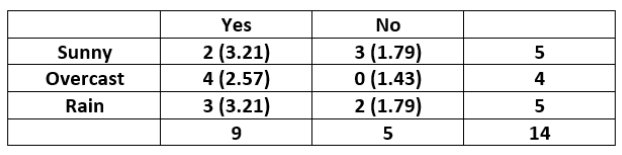 Yes No
Sunny 2 (3.21) 3 (1.79) 5
Overcast 4 (2.57) 0 (1.43) 4
Rain 3 (3.21) 2 (1.79) 5
9 5 14